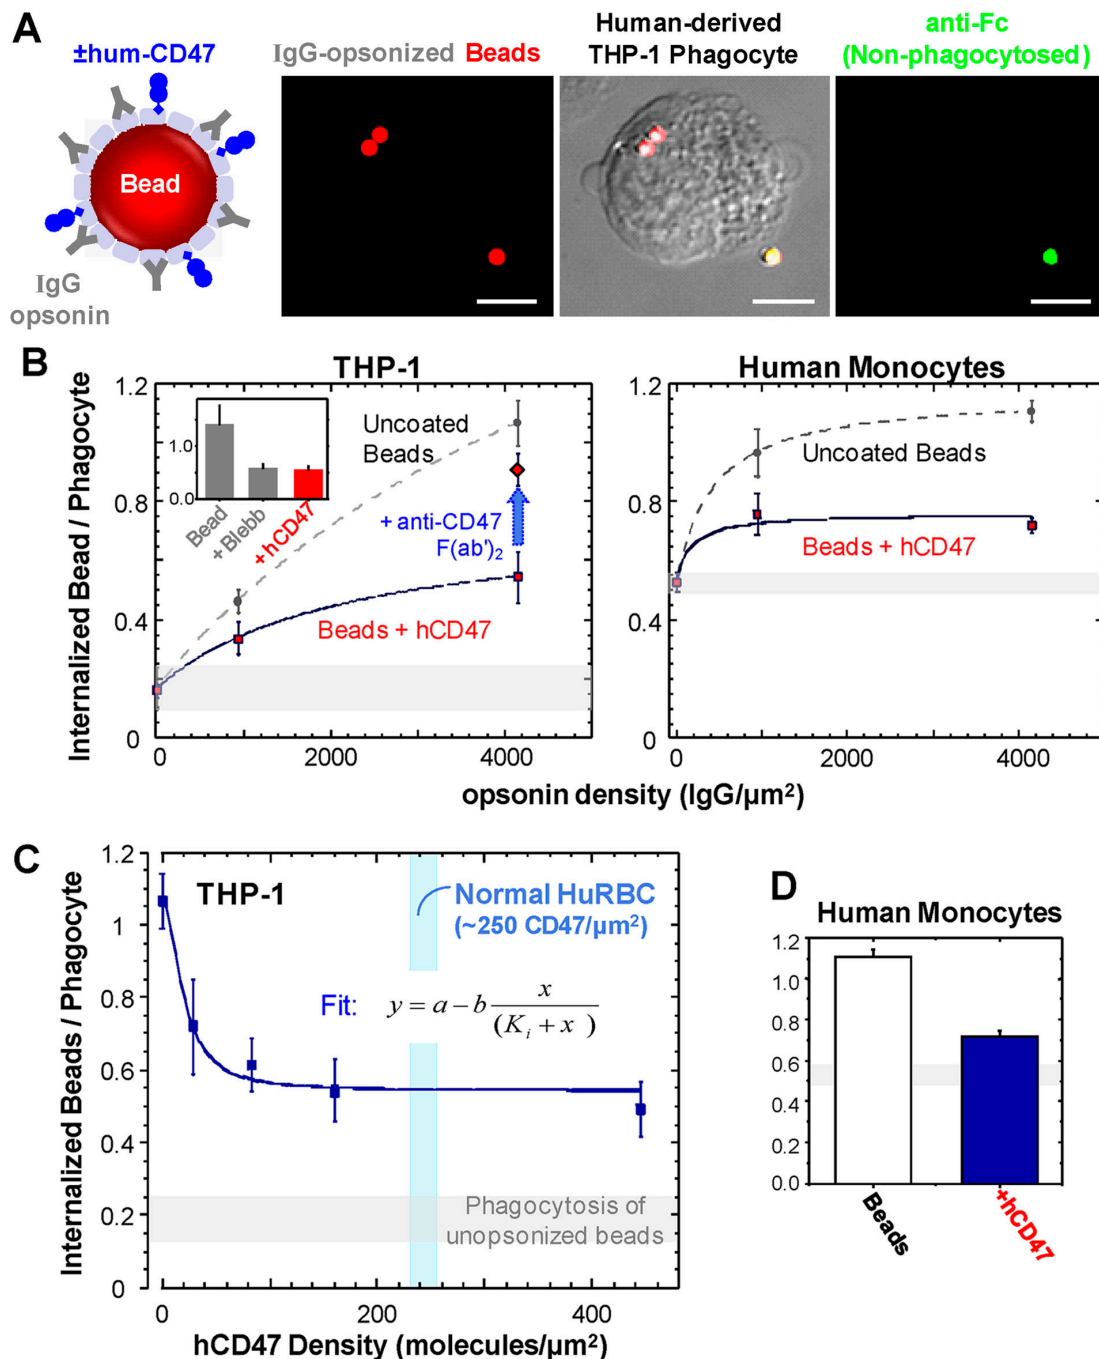 A
±hum-CD47
Bead
IgG
opsonin
IgG-opsonized Beads
Human-derived
THP-1 Phagocyte
anti-Fc
(Non-phagocytosed)
B
THP-1
Internalized Bead / Phagocyte
1.2
0.8
0.4
0
0
2000
4000
1.0
0.0
Bead
+Blebb
+hCD47
Uncoated
Beads
+ anti-CD47
F(ab')₂
Beads + hCD47
Human Monocytes
1.2
0.8
0.4
0
0
2000
4000
Uncoated Beads
Beads + hCD47
opsonin density (IgG/µm²)
C
THP-1
Internalized Beads / Phagocyte
1.2
1
0.8
0.6
0.4
0.2
0
0
200
400
hCD47 Density (molecules/µm²)
Normal HuRBC
(~250 CD47/µm²)
Fit: y = a – b x / (Kᵢ + x )
Phagocytosis of
unopsonized beads
D
Human Monocytes
1.2
1.0
0.8
0.6
0.4
0.2
0.0
Beads
+hCD47